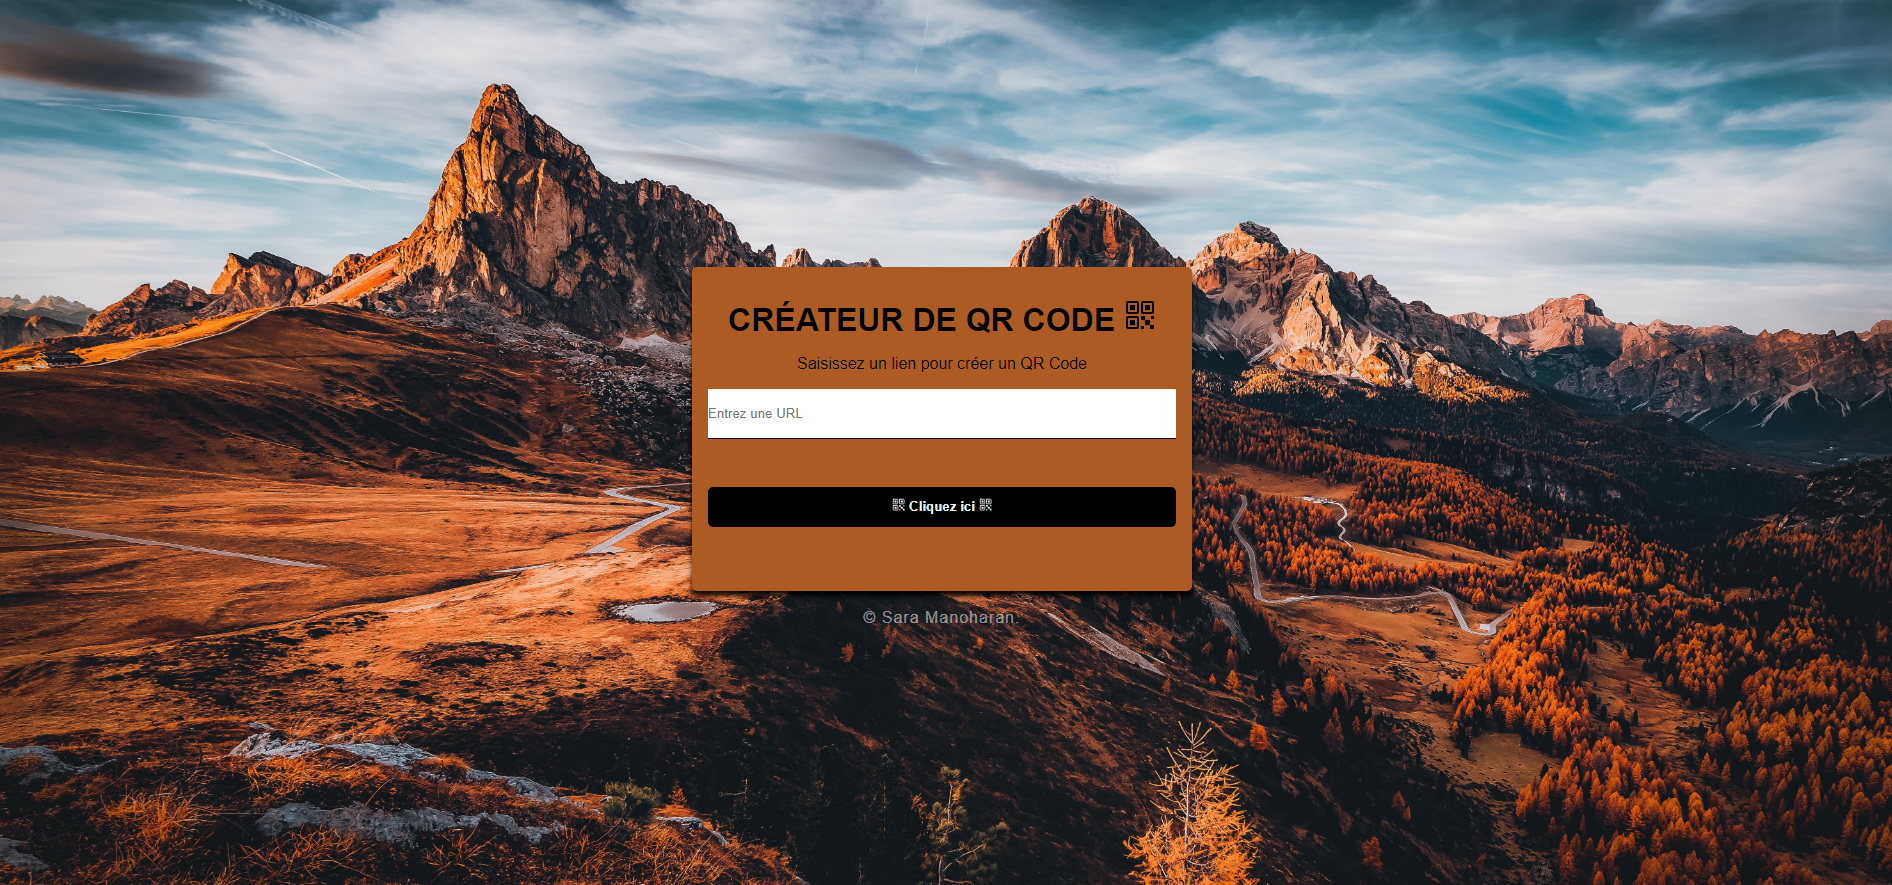 CRÉATEUR DE QR CODE
Saisissez un lien pour créer un QR Code
Entrez une URL
Cliquez ici
© Sara Manoharan.